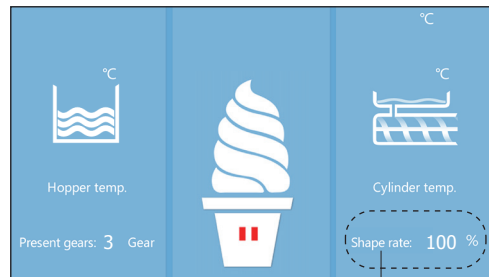 °C
°C
°C
Hopper temp.
Cylinder temp.
Present gears: 3 Gear
Shape rate: 100 %